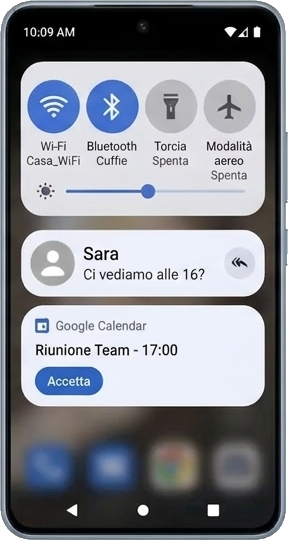 10:09 AM
Wi-Fi
Casa_WiFi
Bluetooth
Cuffie
Torcia
Spenta
Modalità
aereo
Spenta
Sara
Ci vediamo alle 16?
Google Calendar
Riunione Team - 17:00
Accetta